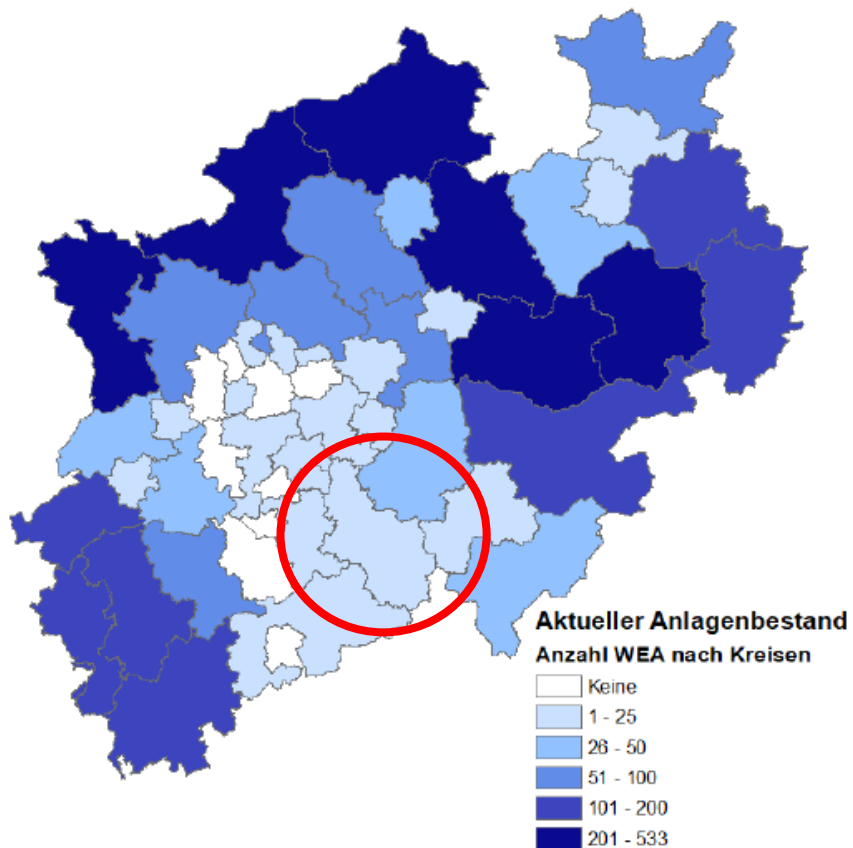 Aktueller Anlagenbestand
Anzahl WEA nach Kreisen
Keine
1 - 25
26 - 50
51 - 100
101 - 200
201 - 533